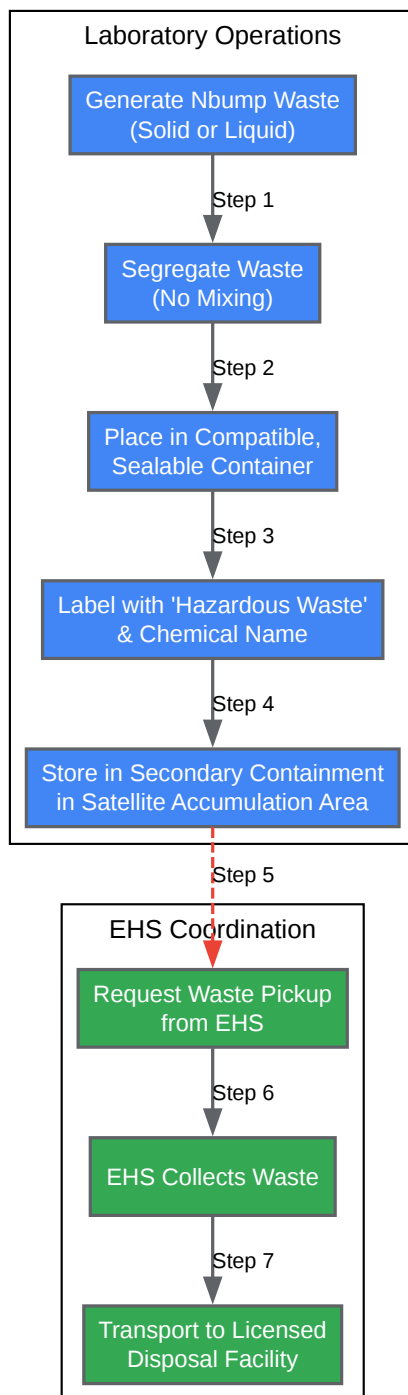 Laboratory Operations
Generate Nbump Waste
(Solid or Liquid)
Step 1
Segregate Waste
(No Mixing)
Step 2
Place in Compatible,
Sealable Container
Step 3
Label with 'Hazardous Waste'
& Chemical Name
Step 4
Store in Secondary Containment
in Satellite Accumulation Area
Step 5
EHS Coordination
Request Waste Pickup
from EHS
Step 6
EHS Collects Waste
Step 7
Transport to Licensed
Disposal Facility